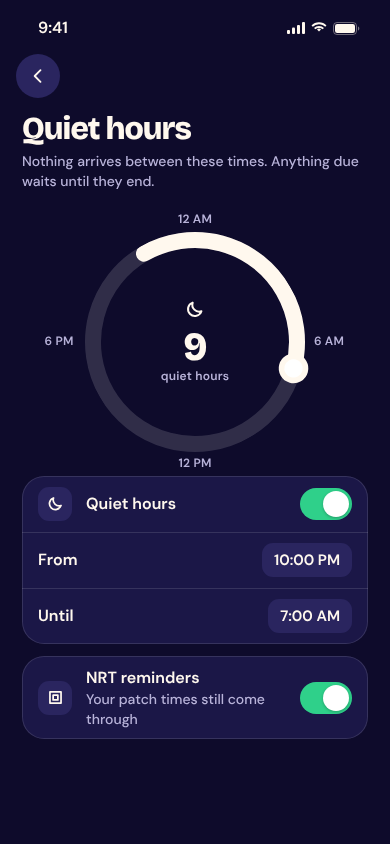 9:41
Quiet hours
Nothing arrives between these times. Anything due
waits until they end.
12 AM
6 PM
9
quiet hours
6 AM
12 PM
Quiet hours
From
10:00 PM
Until
7:00 AM
NRT reminders
Your patch times still come
through